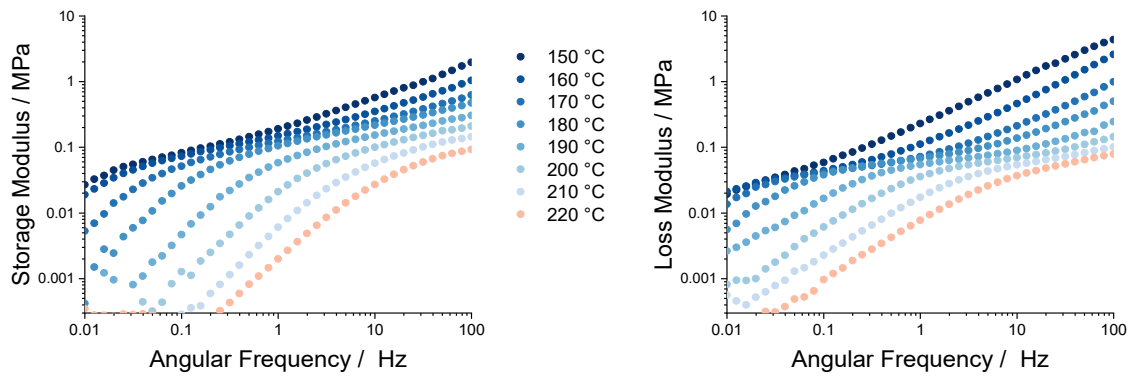 Storage Modulus / MPa
10
1
0.1
0.01
0.001
0.01
0.1
1
10
100
Angular Frequency /  Hz
150 °C
160 °C
170 °C
180 °C
190 °C
200 °C
210 °C
220 °C
Loss Modulus / MPa
10
1
0.1
0.01
0.001
0.01
0.1
1
10
100
Angular Frequency /  Hz